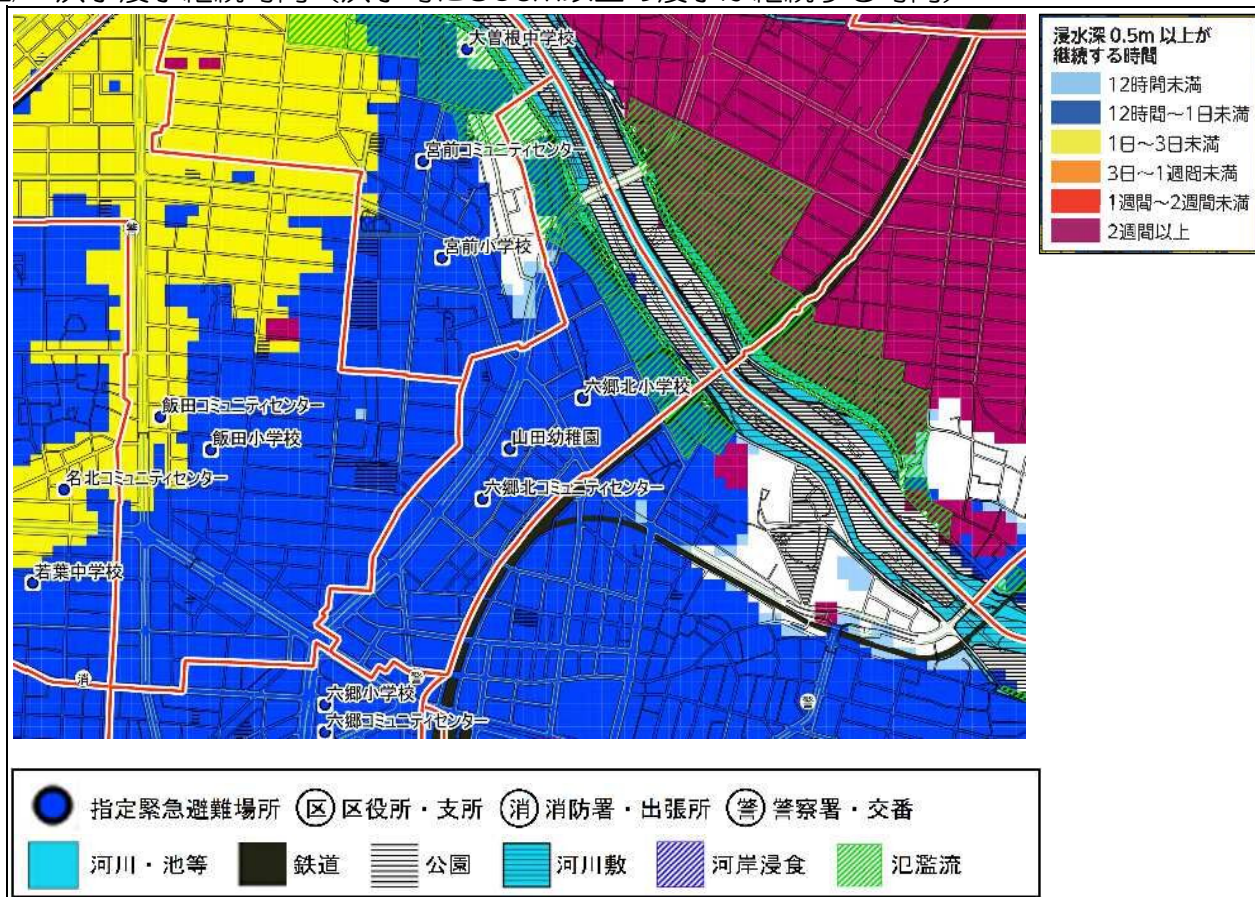 大曽根中学校
宮前コミュニティセンター
宮前小学校
六郷北小学校
飯田コミュニティセンター
飯田小学校
山田幼稚園
名北コミュニティセンター
六郷北コミュニティセンター
若葉中学校
六郷小学校
六郷コミュニティセンター
警
消
警
警
浸水深0.5m以上が
継続する時間
12時間未満
12時間～1日未満
1日～3日未満
3日～1週間未満
1週間～2週間未満
2週間以上
指定緊急避難場所 区 区役所・支所 消 消防署・出張所 警 警察署・交番
河川・池等 鉄道 公園 河川敷 河岸浸食 氾濫流